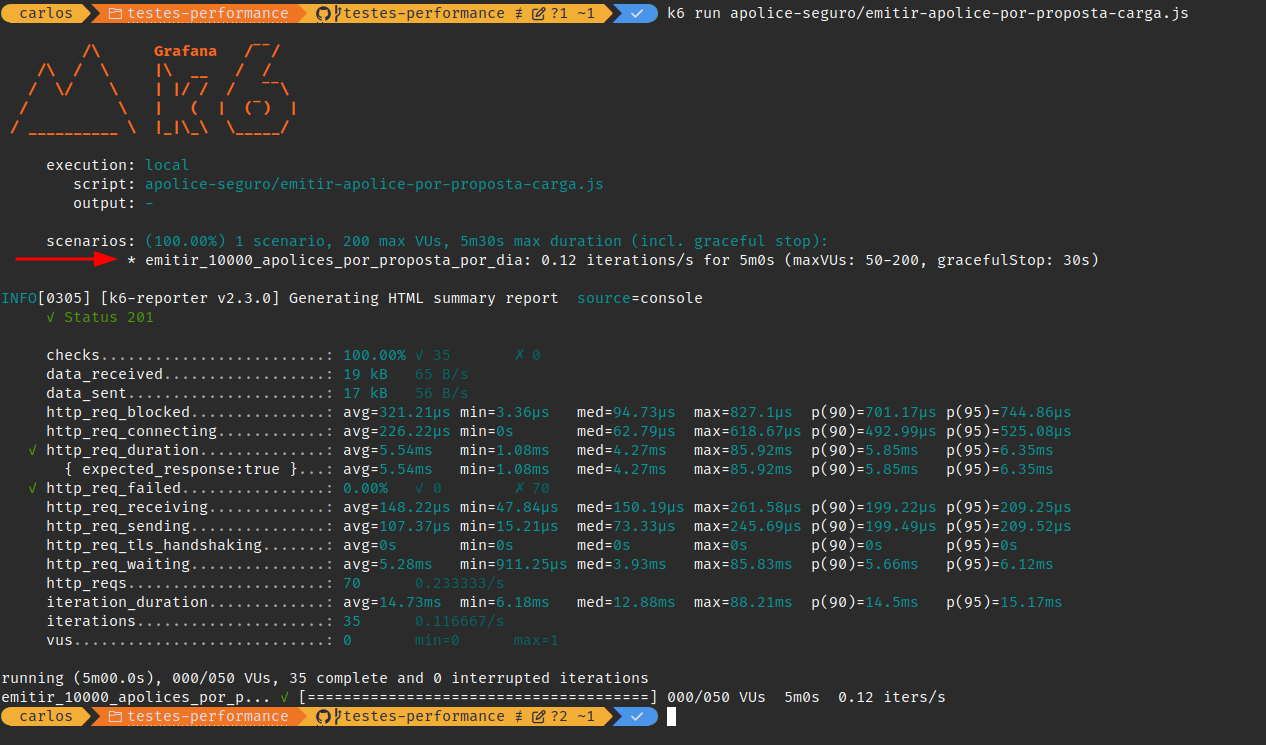 carlos testes-performance testes-performance ≢ ?1 ~1 ✓ k6 run apolice-seguro/emitir-apolice-por-proposta-carga.js
         /\      Grafana   /‾‾/
    /\  /  \     |\  __   /  /
   /  \/    \    | |/ /  /   ‾‾\
  /          \   |   (  |  (‾)  |
 / __________ \  |_|\_\  \_____/
     execution: local
        script: apolice-seguro/emitir-apolice-por-proposta-carga.js
        output: -
     scenarios: (100.00%) 1 scenario, 200 max VUs, 5m30s max duration (incl. graceful stop):
              * emitir_10000_apolices_por_proposta_por_dia: 0.12 iterations/s for 5m0s (maxVUs: 50-200, gracefulStop: 30s)
INFO[0305] [k6-reporter v2.3.0] Generating HTML summary report  source=console
     ✓ Status 201
     checks.........................: 100.00% ✓ 35       ✗ 0
     data_received..................: 19 kB   65 B/s
     data_sent......................: 17 kB   56 B/s
     http_req_blocked...............: avg=321.21µs min=3.36µs   med=94.73µs  max=827.1µs  p(90)=701.17µs p(95)=744.86µs
     http_req_connecting............: avg=226.22µs min=0s       med=62.79µs  max=618.67µs p(90)=492.99µs p(95)=525.08µs
   ✓ http_req_duration..............: avg=5.54ms   min=1.08ms   med=4.27ms   max=85.92ms  p(90)=5.85ms   p(95)=6.35ms
       { expected_response:true }...: avg=5.54ms   min=1.08ms   med=4.27ms   max=85.92ms  p(90)=5.85ms   p(95)=6.35ms
   ✓ http_req_failed................: 0.00%   ✓ 0        ✗ 70
     http_req_receiving.............: avg=148.22µs min=47.84µs  med=150.19µs max=261.58µs p(90)=199.22µs p(95)=209.25µs
     http_req_sending...............: avg=107.37µs min=15.21µs  med=73.33µs  max=245.69µs p(90)=199.49µs p(95)=209.52µs
     http_req_tls_handshaking.......: avg=0s       min=0s       med=0s       max=0s       p(90)=0s       p(95)=0s
     http_req_waiting...............: avg=5.28ms   min=911.25µs med=3.93ms   max=85.83ms  p(90)=5.66ms   p(95)=6.12ms
     http_reqs......................: 70      0.233333/s
     iteration_duration.............: avg=14.73ms  min=6.18ms   med=12.88ms  max=88.21ms  p(90)=14.5ms   p(95)=15.17ms
     iterations.....................: 35      0.116667/s
     vus............................: 0       min=0      max=1
running (5m00.0s), 000/050 VUs, 35 complete and 0 interrupted iterations
emitir_10000_apolices_por_p... ✓ [======================================] 000/050 VUs  5m0s  0.12 iters/s
carlos testes-performance testes-performance ≢ ?2 ~1 ✓